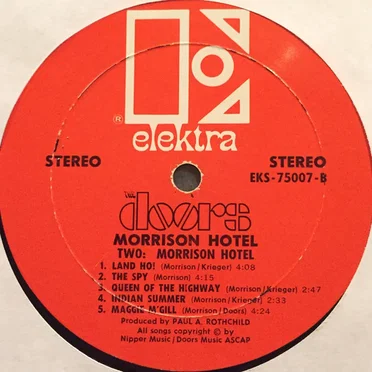 ®
elektra
STEREO
STEREO
EKS-75007-B
THE
DOORS
MORRISON HOTEL
TWO: MORRISON HOTEL
1. LAND HO! (Morrison/Krieger) 4:08
2. THE SPY (Morrison) 4:15
3. QUEEN OF THE HIGHWAY (Morrison/Krieger) 2:47
4. INDIAN SUMMER (Morrison/Krieger) 2:33
5. MAGGIE M'GILL (Morrison/Doors) 4:24
Produced by PAUL A. ROTHCHILD
All songs copyright ©
Nipper Music/Doors Music ASCAP